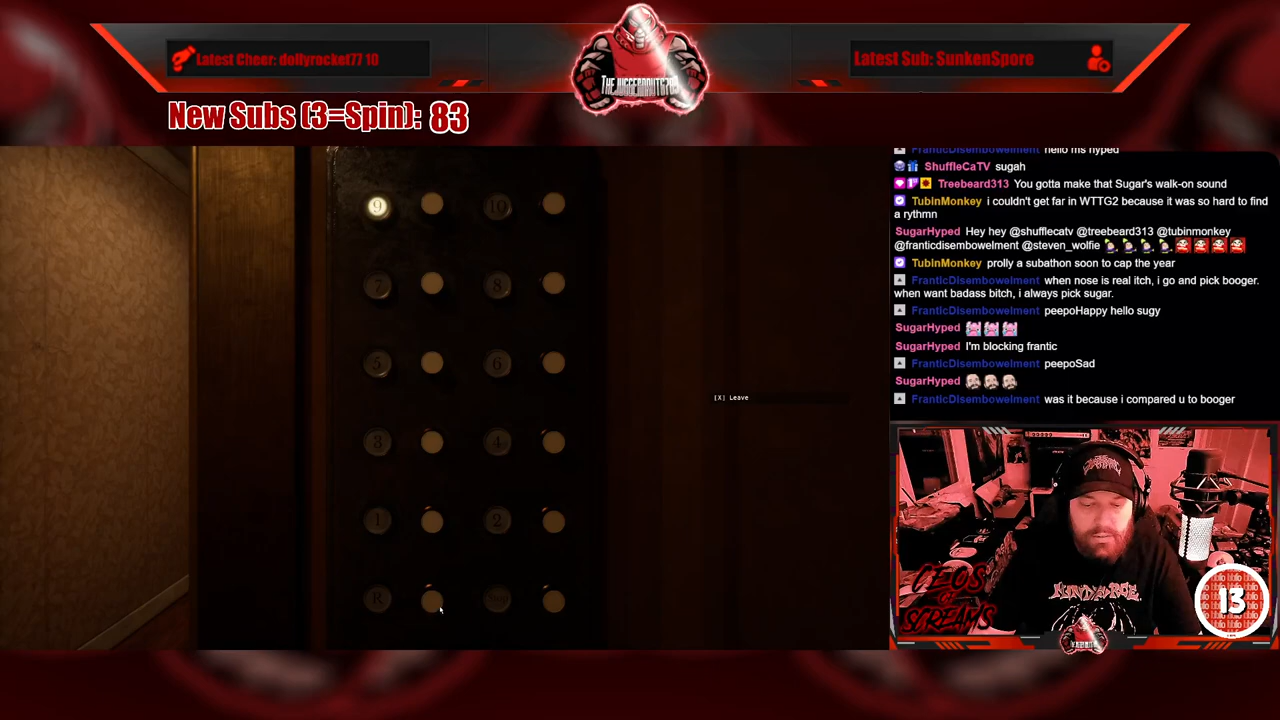 Latest Cheer: dollyrocket77 10
THEJUGGERNAUT6789
Latest Sub: SunkenSpore
New Subs (3=Spin): 83
FranticDisembowelment hello ms hyped
ShuffleCaTV sugah
Treebeard313 You gotta make that Sugar's walk-on sound
TubinMonkey i couldn't get far in WTTG2 because it was so hard to find
a rythmn
SugarHyped Hey hey @shufflecatv @treebeard313 @tubinmonkey
@franticdisembowelment @steven_wolfie
TubinMonkey prolly a subathon soon to cap the year
FranticDisembowelment when nose is real itch, i go and pick booger.
when want badass bitch, i always pick sugar.
FranticDisembowelment peepoHappy hello sugy
SugarHyped
SugarHyped I'm blocking frantic
FranticDisembowelment peepoSad
SugarHyped
FranticDisembowelment was it because i compared u to booger
9 10
7 8
5 6
3 4
1 2
R
[X] Leave
CEOS
OF
SCREAMS
13